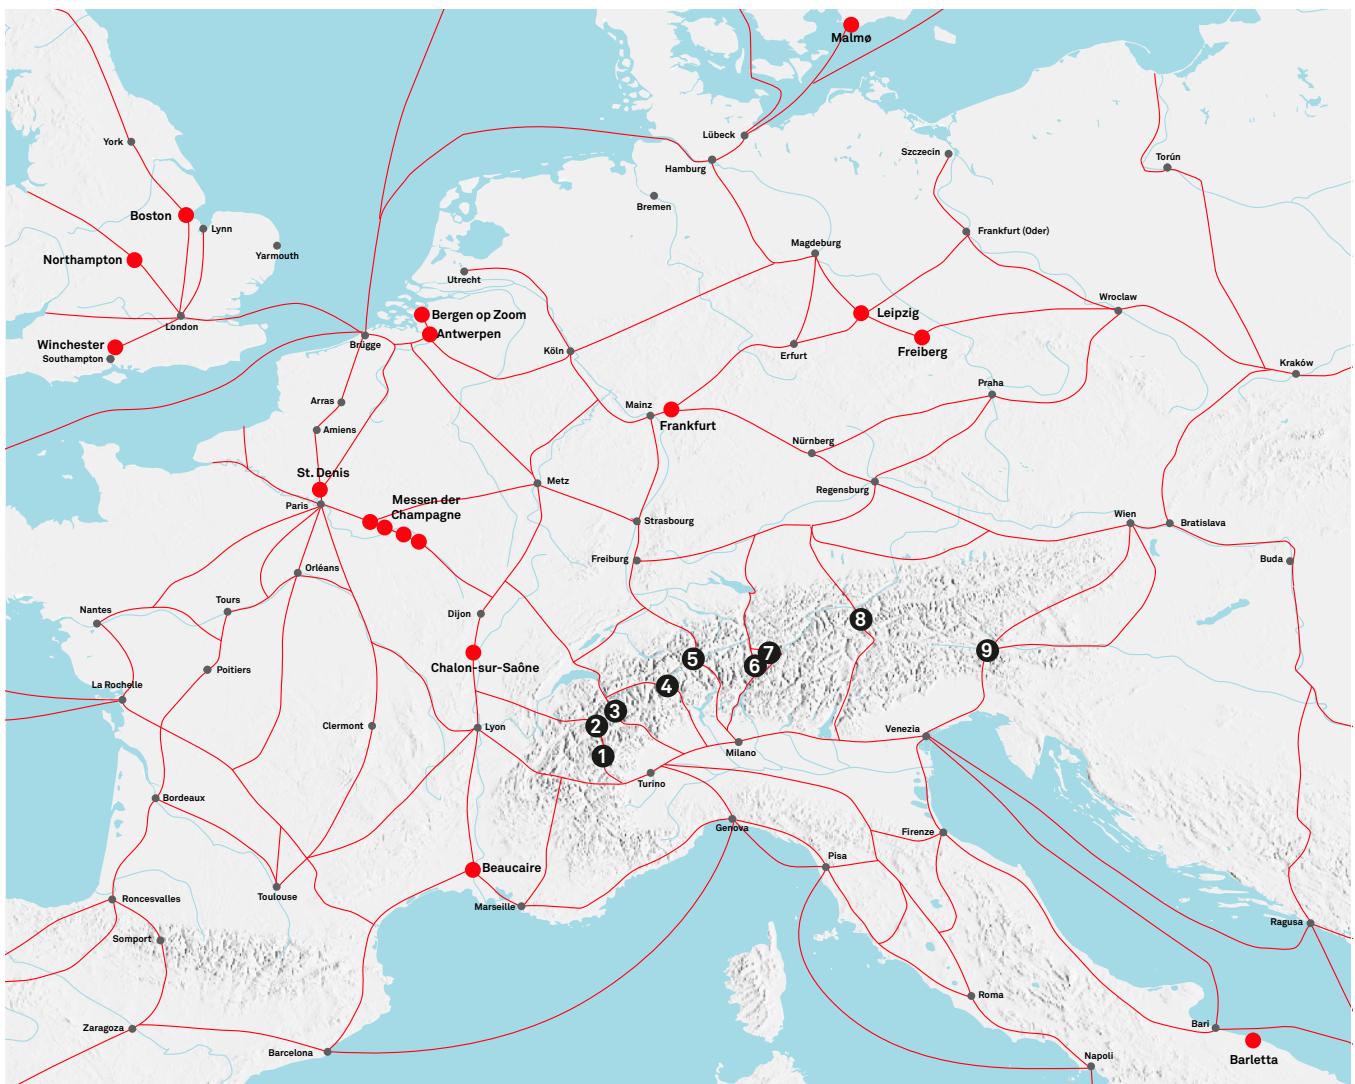 Malmø
Lübeck
Hamburg
Szczecin
Torún
York
Bremen
Boston
Lynn
Frankfurt (Oder)
Yarmouth
Magdeburg
Northampton
Utrecht
Wroclaw
Bergen op Zoom
Leipzig
London
Antwerpen
Winchester
Brügge
Southampton
Köln
Erfurt
Freiberg
Kraków
Praha
Arras
Mainz
Frankfurt
Amiens
Nürnberg
St. Denis
Metz
Regensburg
Messen der
Champagne
Paris
Strasbourg
Wien
Bratislava
Freiburg
Buda
Orléans
Tours
Nantes
Dijon
8
9
5
7
6
Chalon-sur-Saône
Poitiers
La Rochelle
4
3
2
Clermont
Lyon
Venezia
1
Milano
Turino
Bordeaux
Genova
Firenze
Pisa
Beaucaire
Toulouse
Roncesvalles
Marseille
Ragusa
Somport
Roma
Zaragoza
Bari
Barcelona
Napoli
Barletta